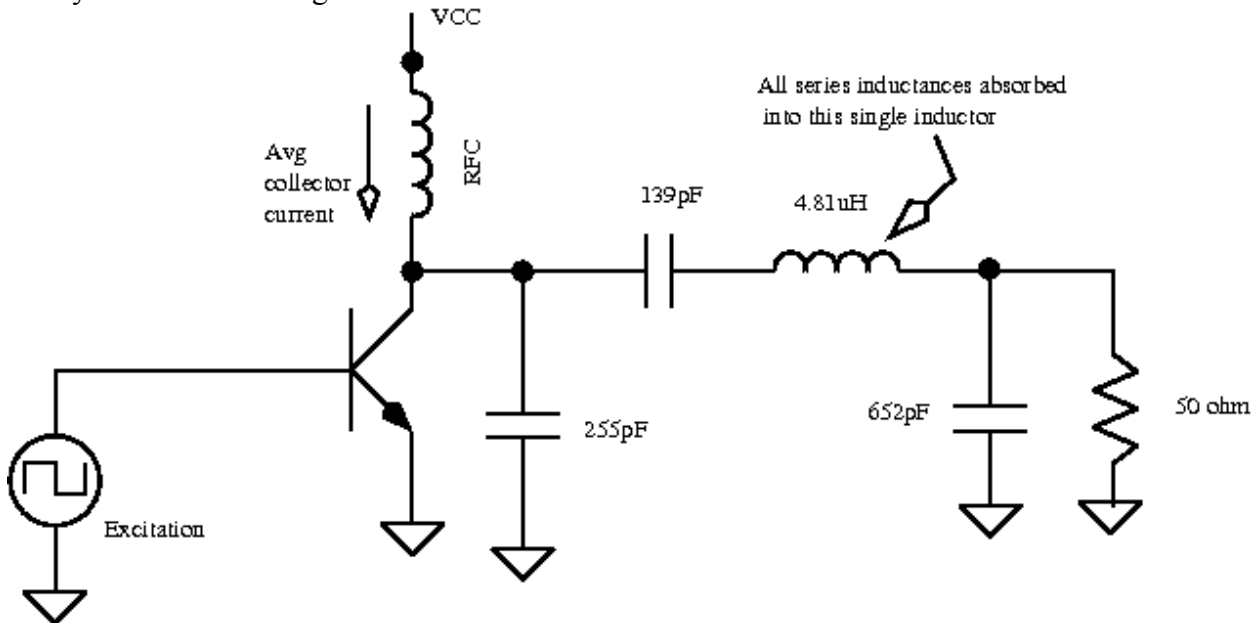 VCC
All series inductances absorbed
into this single inductor
Avg
collector
current
RFC
139pF
4.81uH
255pF
652pF
50 ohm
Excitation